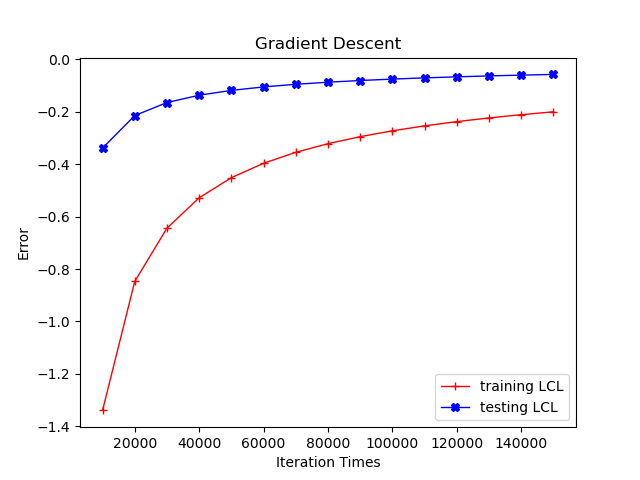 Gradient Descent
0.0
−0.2
−0.4
−0.6
−0.8
−1.0
−1.2
−1.4
Error
20000 40000 60000 80000 100000 120000 140000
Iteration Times
training LCL
testing LCL